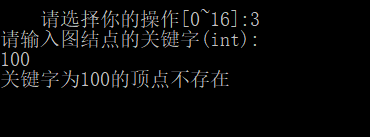 请选择你的操作[0~16]:3
请输入图结点的关键字(int):
100
关键字为100的顶点不存在